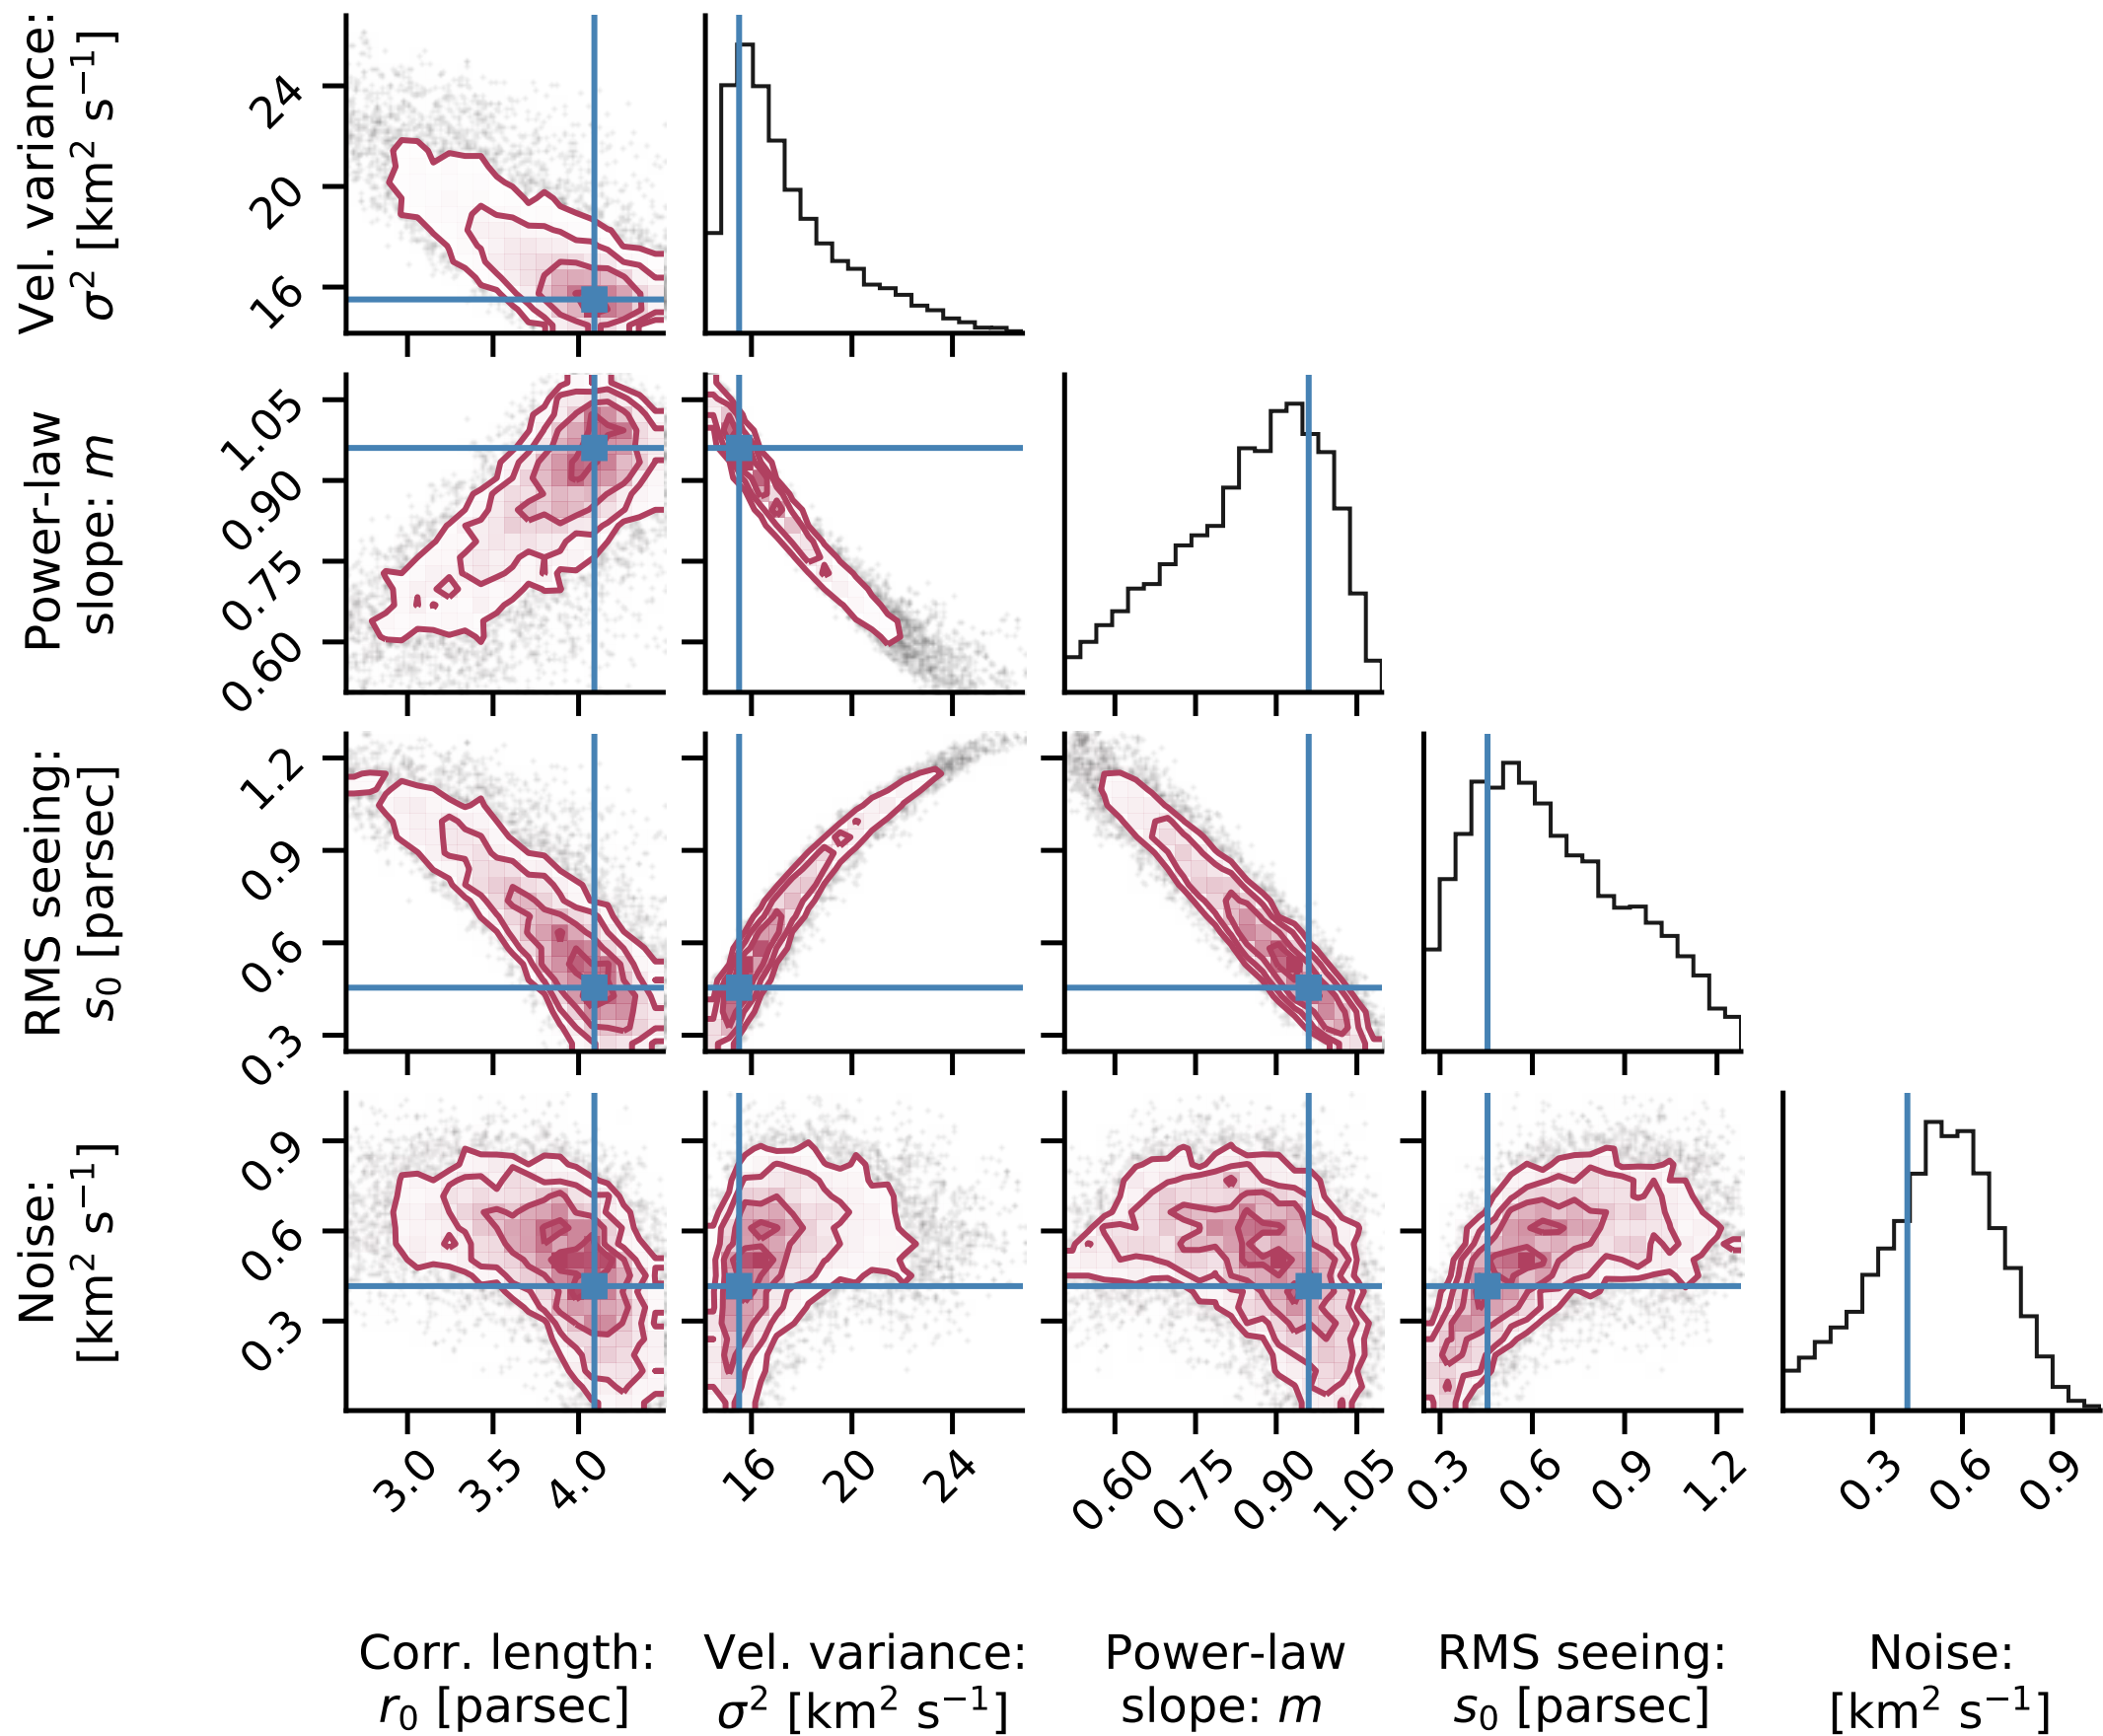 Vel. variance:
σ² [km² s⁻¹]
24
20
16
Power-law
slope: m
1.05
0.90
0.75
0.60
RMS seeing:
s₀ [parsec]
1.2
0.9
0.6
0.3
Noise:
[km² s⁻¹]
0.9
0.6
0.3
3.0 3.5 4.0 16 20 24 0.60 0.75 0.90 1.05 0.3 0.6 0.9 1.2 0.3 0.6 0.9
Corr. length:
r₀ [parsec]
Vel. variance:
σ² [km² s⁻¹]
Power-law
slope: m
RMS seeing:
s₀ [parsec]
Noise:
[km² s⁻¹]